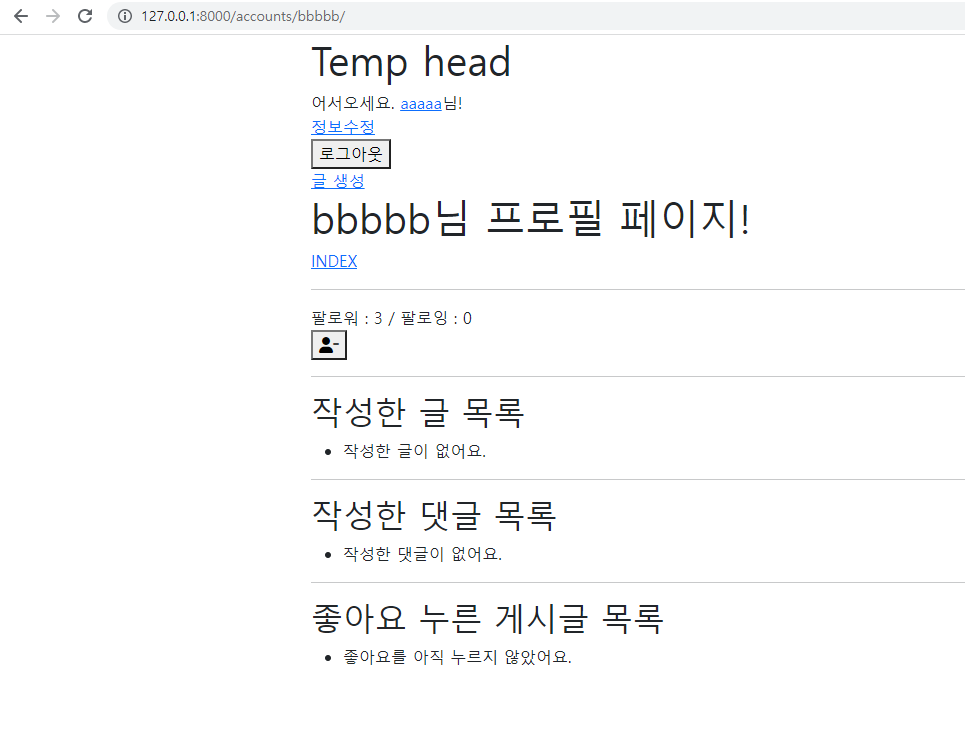 127.0.0.1:8000/accounts/bbbbb/
Temp head
어서오세요. aaaaa님!
정보수정
로그아웃
글 생성
bbbbb님 프로필 페이지!
INDEX
팔로워 : 3 / 팔로잉 : 0
작성한 글 목록
• 작성한 글이 없어요.
작성한 댓글 목록
• 작성한 댓글이 없어요.
좋아요 누른 게시글 목록
• 좋아요를 아직 누르지 않았어요.